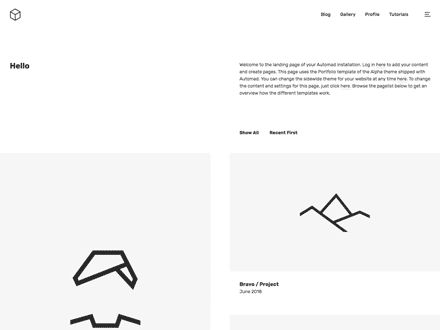 Blog Gallery Profile Tutorials
Hello
Welcome to the landing page of your Automad installation. Log in here to add your content
and create pages. This page uses the Portfolio template of the Alpha theme shipped with
Automad. You can change the sidewide theme for your website at any time here. To change
the content and settings for this page, just click here. Browse the pagelist below to get an
overview how the different templates work.
Show All Recent First
Bravo / Project
June 2016